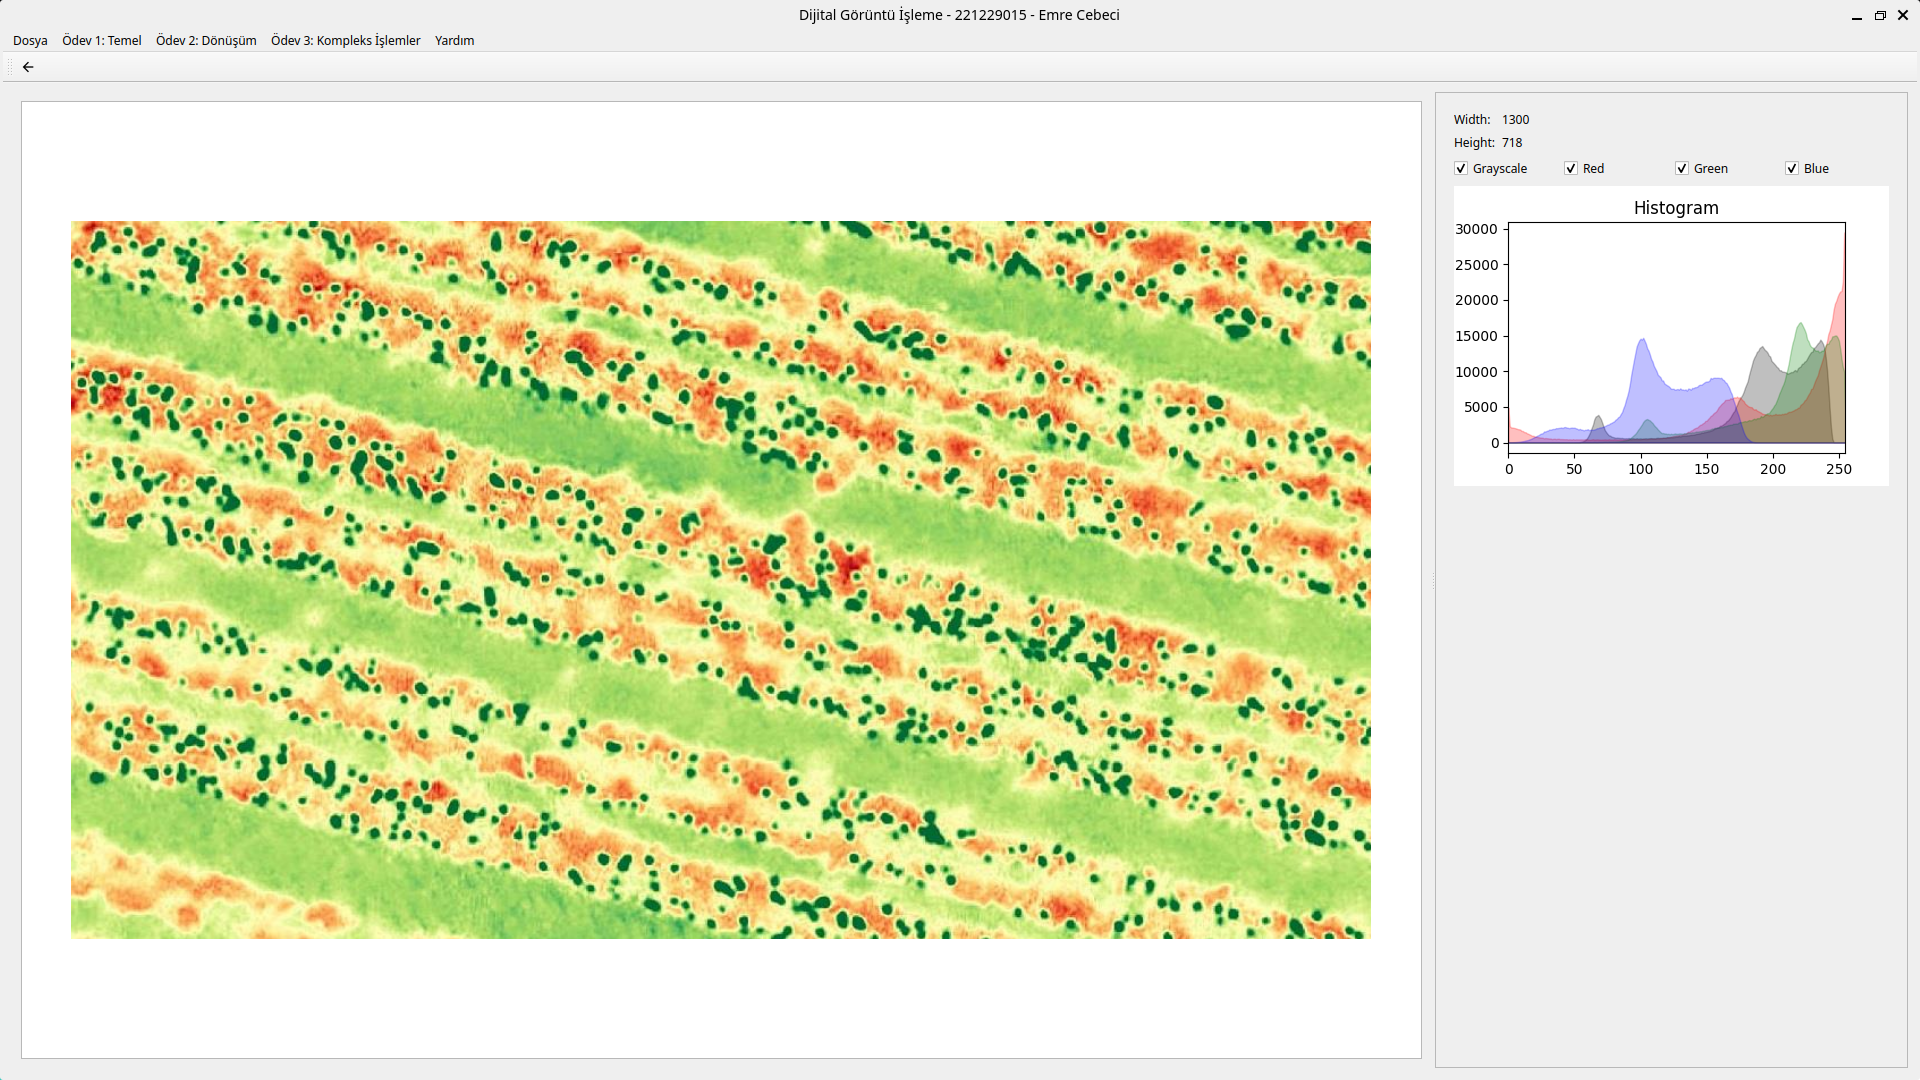 Dijital Görüntü İşleme - 221229015 - Emre Cebeci
Dosya Ödev 1: Temel Ödev 2: Dönüşüm Ödev 3: Kompleks İşlemler Yardım
Width: 1300
Height: 718
Grayscale Red Green Blue
Histogram
30000
25000
20000
15000
10000
5000
0
0 50 100 150 200 250